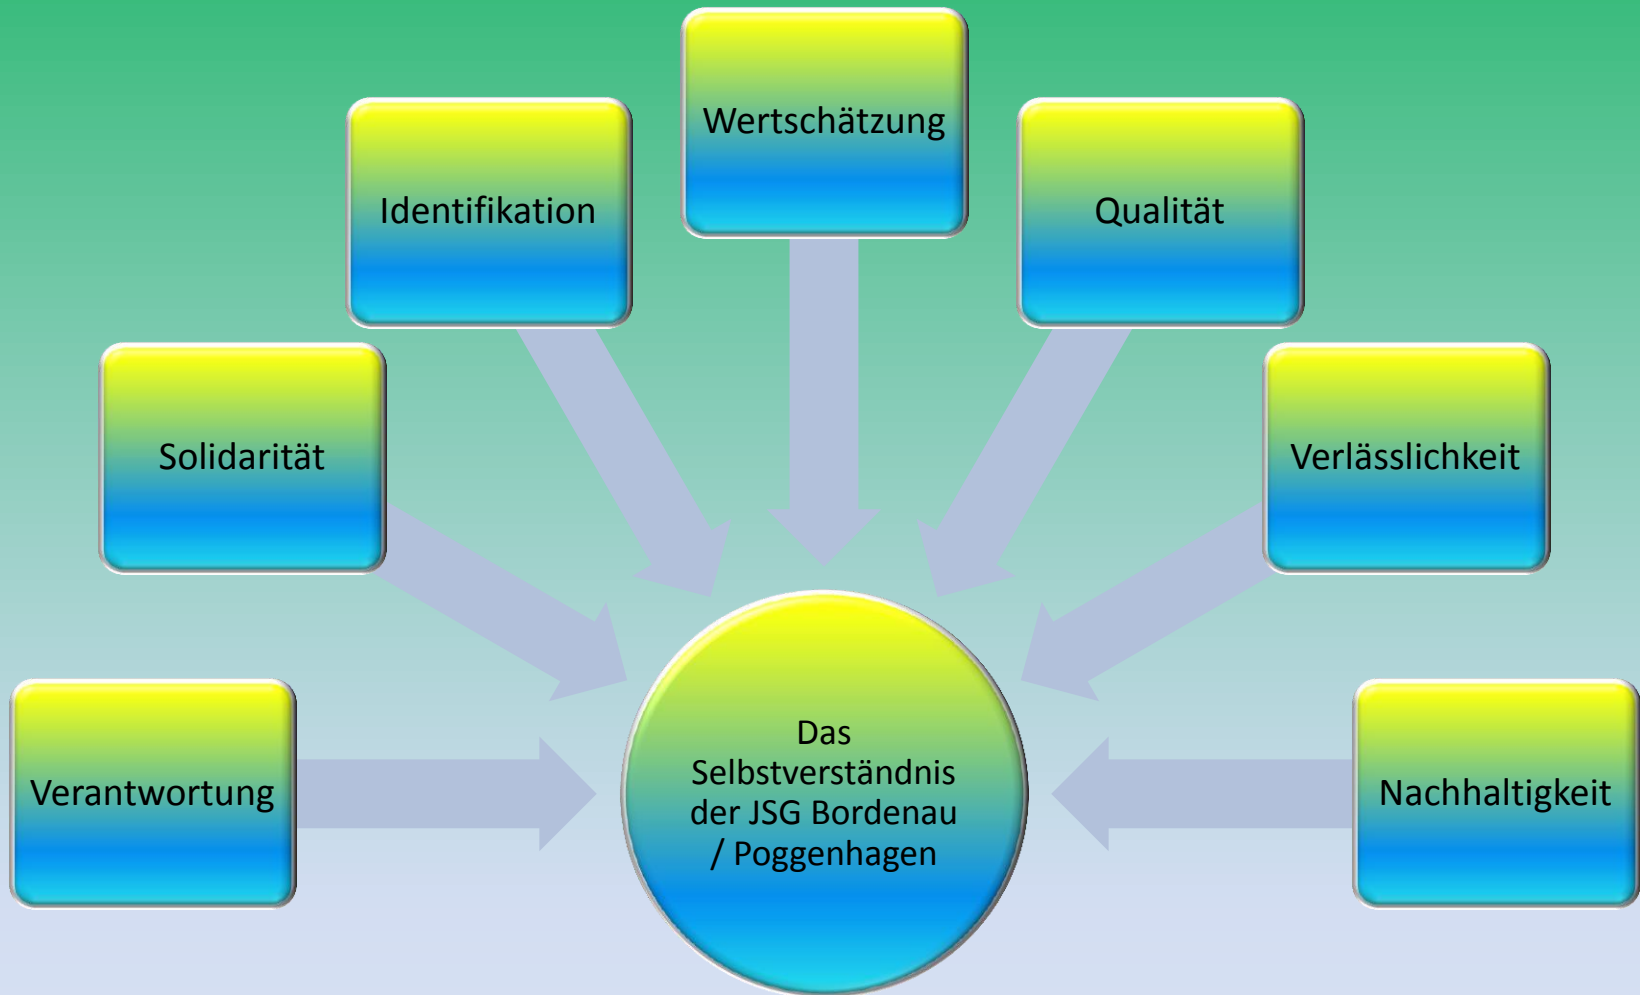 Wertschätzung
Identifikation
Qualität
Solidarität
Verlässlichkeit
Verantwortung
Das
Selbstverständnis
der JSG Bordenau
/ Poggenhagen
Nachhaltigkeit